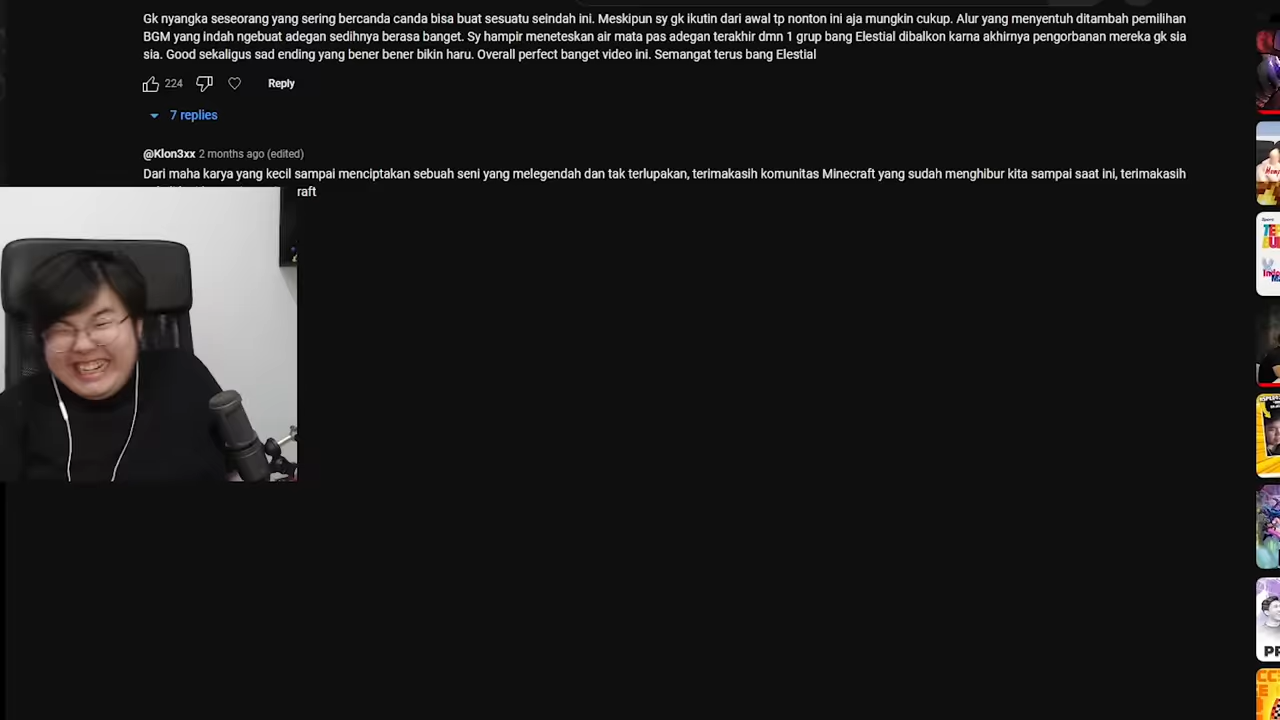 Gk nyangka seseorang yang sering bercanda canda bisa buat sesuatu seindah ini. Meskipun sy gk ikutin dari awal tp nonton ini aja mungkin cukup. Alur yang menyentuh ditambah pemilihan
BGM yang indah ngebuat adegan sedihnya berasa banget. Sy hampir meneteskan air mata pas adegan terakhir dmn 1 grup bang Elestial dibalkon karna akhirnya pengorbanan mereka gk sia
sia. Good sekaligus sad ending yang bener bener bikin haru. Overall perfect banget video ini. Semangat terus bang Elestial
224 Reply
7 replies
@Klon3xx 2 months ago (edited)
Dari maha karya yang kecil sampai menciptakan sebuah seni yang melegendah dan tak terlupakan, terimakasih komunitas Minecraft yang sudah menghibur kita sampai saat ini, terimakasih
raft